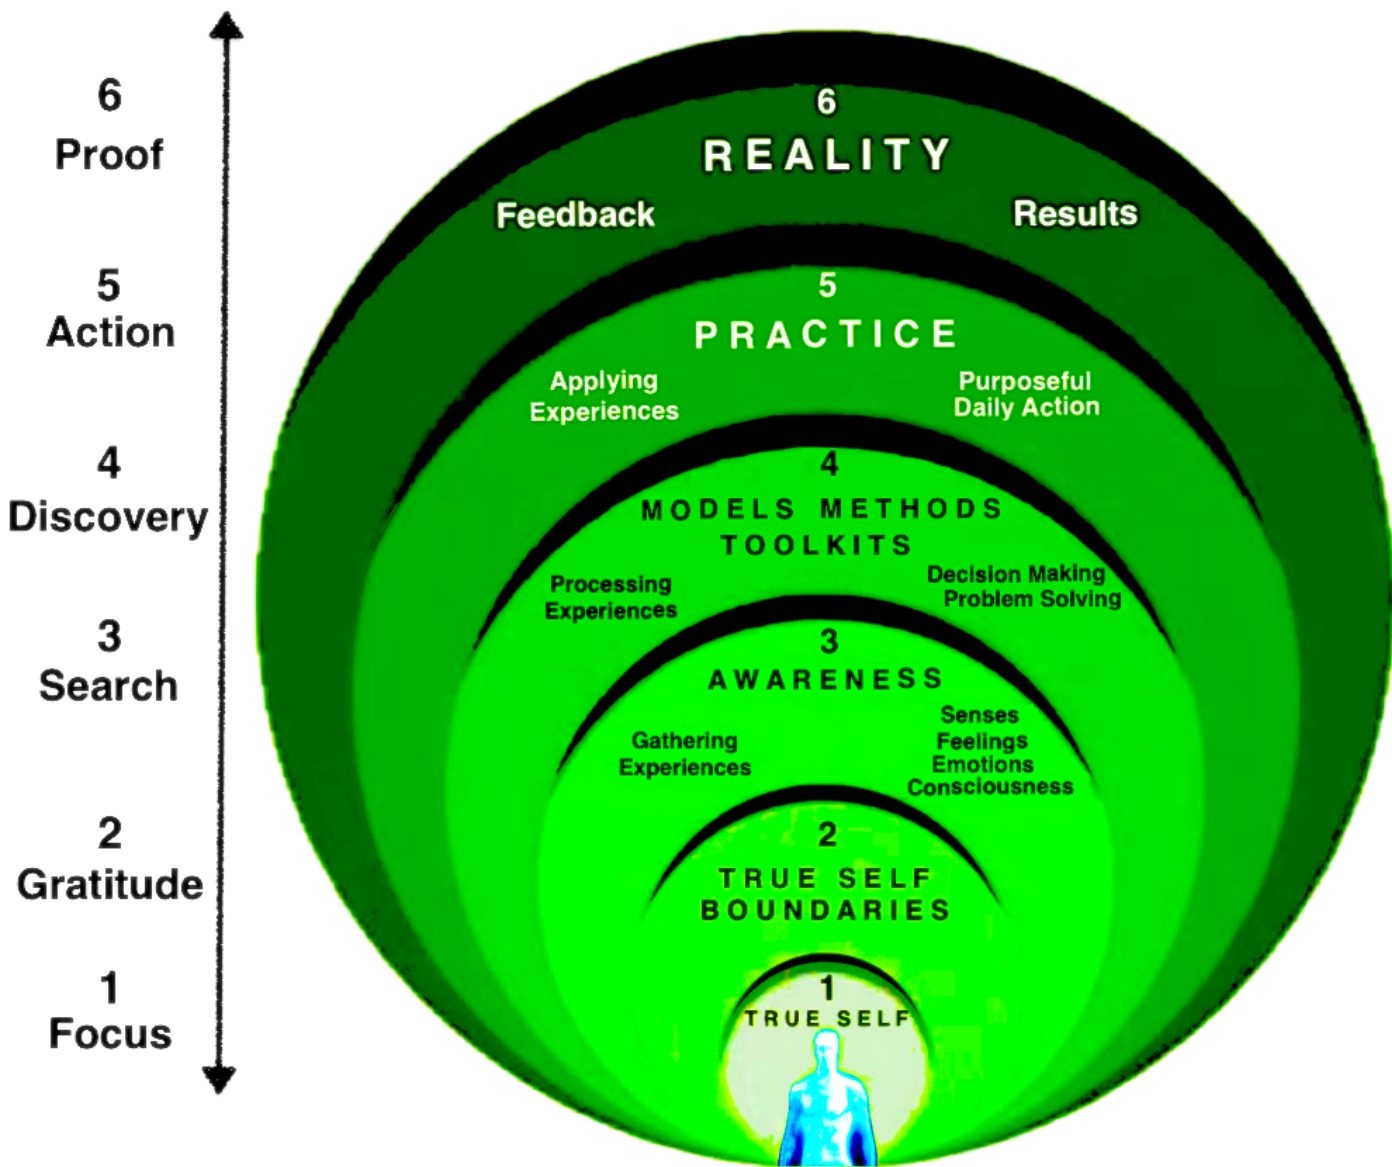 6
Proof
5
Action
4
Discovery
3
Search
2
Gratitude
1
Focus
6
REALITY
Feedback
Results
5
PRACTICE
Applying
Experiences
Purposeful
Daily Action
4
MODELS METHODS
TOOLKITS
Processing
Experiences
Decision Making
Problem Solving
3
AWARENESS
Gathering
Experiences
Senses
Feelings
Emotions
Consciousness
2
TRUE SELF
BOUNDARIES
1
TRUE SELF